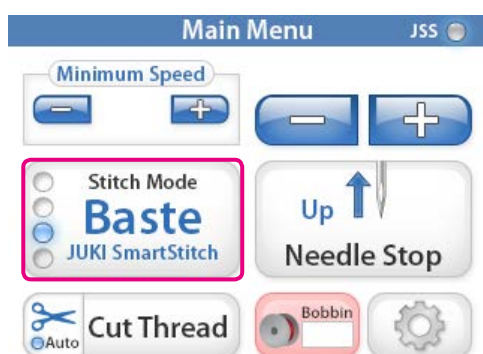 Main Menu
JSS
Minimum Speed
Stitch Mode
Baste
JUKI SmartStitch
Up
Needle Stop
Auto
Cut Thread
Bobbin